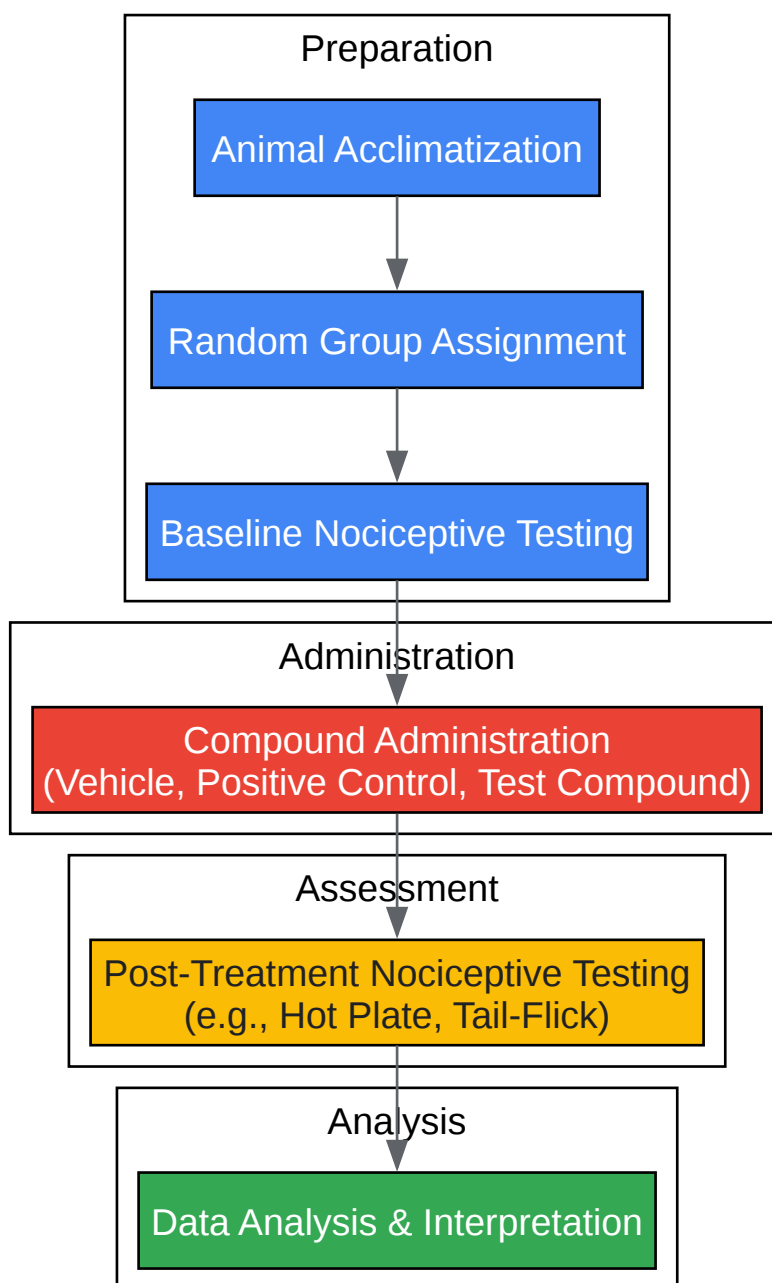 Preparation
Animal Acclimatization
Random Group Assignment
Baseline Nociceptive Testing
Administration
Compound Administration
(Vehicle, Positive Control, Test Compound)
Assessment
Post-Treatment Nociceptive Testing
(e.g., Hot Plate, Tail-Flick)
Analysis
Data Analysis & Interpretation